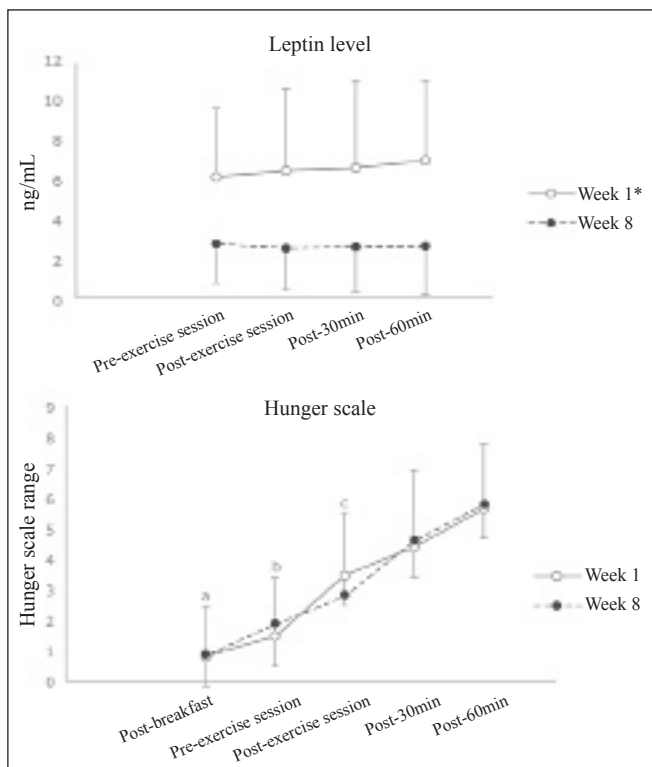 Leptin level
12
10
8
6
4
2
0
ng/mL
Week 1*
Week 8
Pre-exercise session
Post-exercise session
Post-30min
Post-60min
Hunger scale
9
8
7
6
5
4
3
2
1
0
Hunger scale range
a
b
c
Week 1
Week 8
Post-breakfast
Pre-exercise session
Post-exercise session
Post-30min
Post-60min